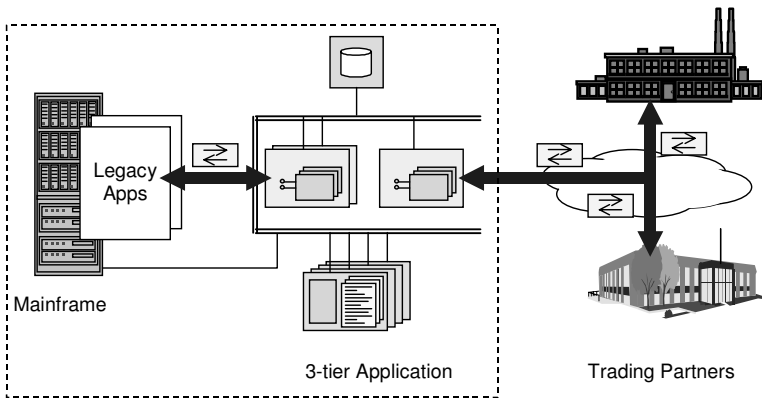 Legacy
Apps
Mainframe
3-tier Application
Trading Partners